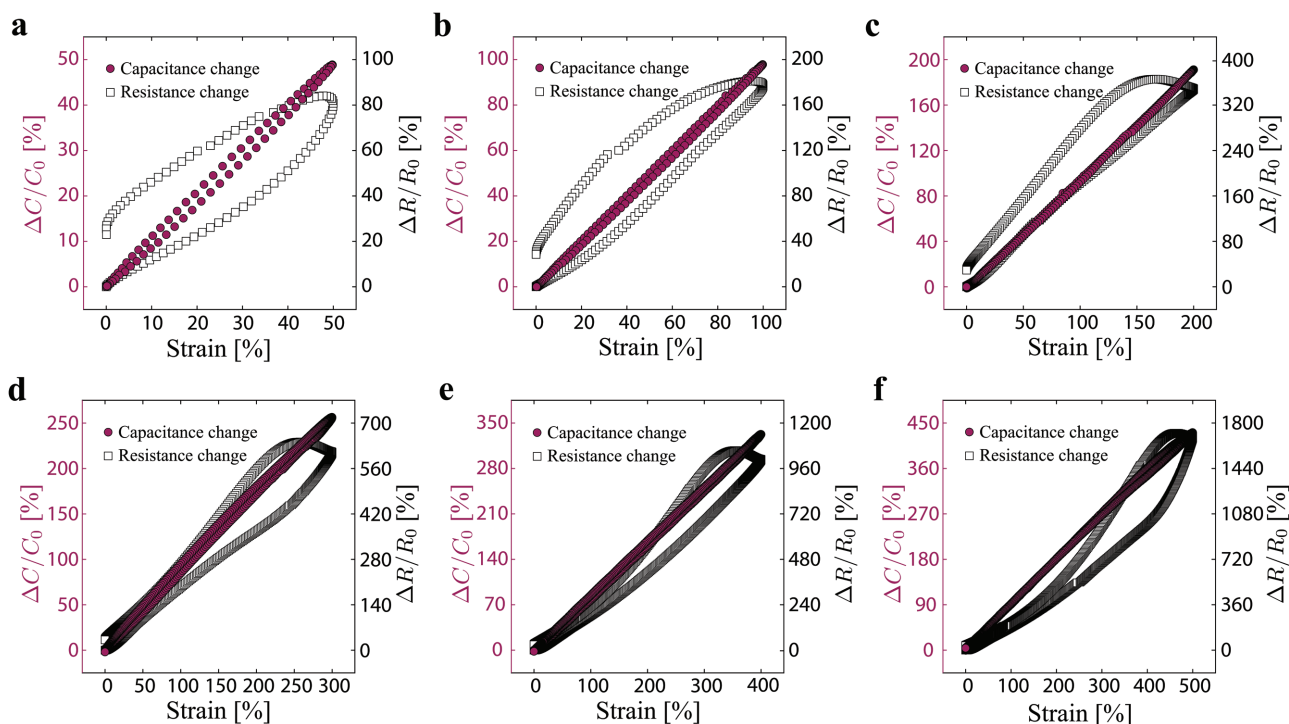 a
50
40
30
20
10
0
ΔC/C₀ [%]
Capacitance change
Resistance change
100
80
60
40
20
0
ΔR/R₀ [%]
0 10 20 30 40 50
Strain [%]
b
100
80
60
40
20
0
ΔC/C₀ [%]
Capacitance change
Resistance change
200
160
120
80
40
0
ΔR/R₀ [%]
0 20 40 60 80 100
Strain [%]
c
200
160
120
80
40
0
ΔC/C₀ [%]
Capacitance change
Resistance change
400
320
240
160
80
0
ΔR/R₀ [%]
0 50 100 150 200
Strain [%]
d
250
200
150
100
50
0
ΔC/C₀ [%]
Capacitance change
Resistance change
700
560
420
280
140
0
ΔR/R₀ [%]
0 50 100 150 200 250 300
Strain [%]
e
350
280
210
140
70
0
ΔC/C₀ [%]
Capacitance change
Resistance change
1200
960
720
480
240
0
ΔR/R₀ [%]
0 100 200 300 400
Strain [%]
f
450
360
270
180
90
0
ΔC/C₀ [%]
Capacitance change
Resistance change
1800
1440
1080
720
360
0
ΔR/R₀ [%]
0 100 200 300 400 500
Strain [%]